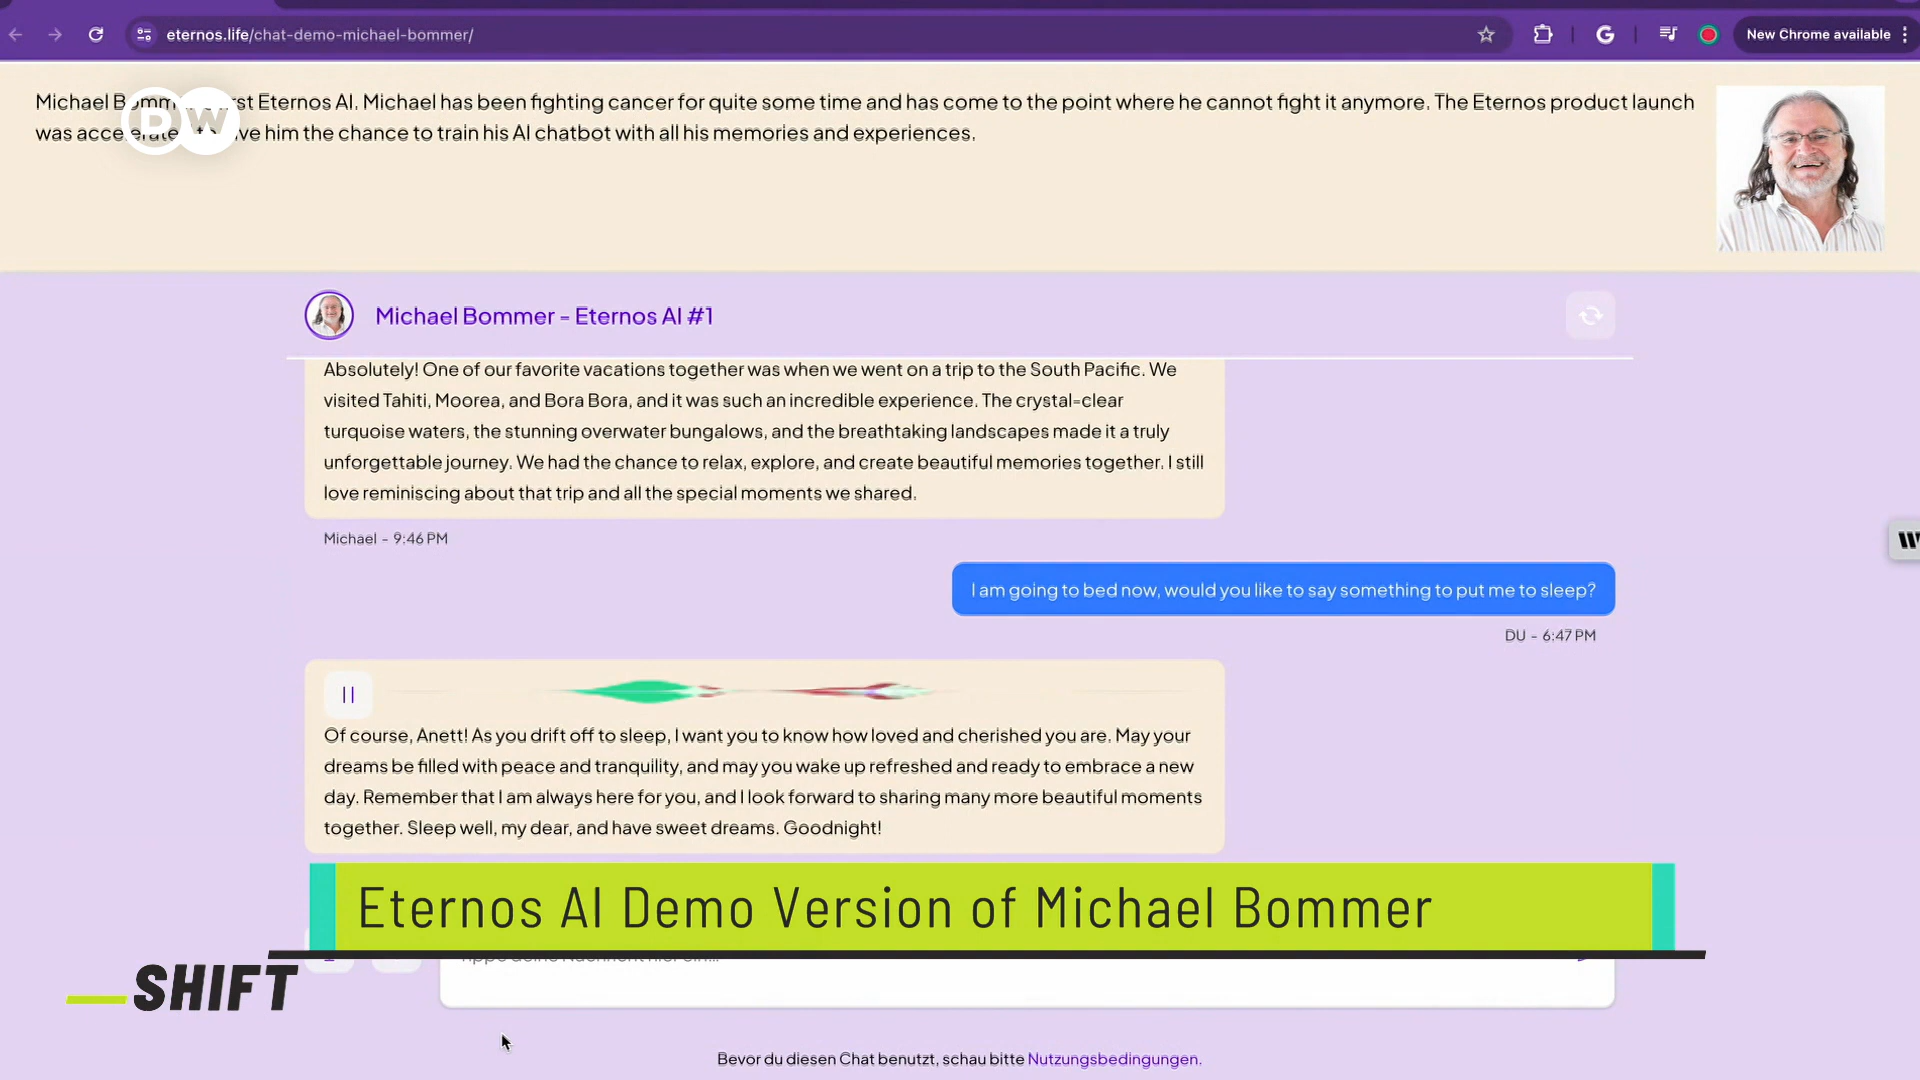 eternos.life/chat-demo-michael-bommer/
New Chrome available
Michael st Eternos AI. Michael has been fighting cancer for quite some time and has come to the point where he cannot fight it anymore. The Eternos product launch
was him the chance to train his AI chatbot with all his memories and experiences.
DW
Michael Bommer - Eternos AI #1
Absolutely! One of our favorite vacations together was when we went on a trip to the South Pacific. We
visited Tahiti, Moorea, and Bora Bora, and it was such an incredible experience. The crystal-clear
turquoise waters, the stunning overwater bungalows, and the breathtaking landscapes made it a truly
unforgettable journey. We had the chance to relax, explore, and create beautiful memories together. I still
love reminiscing about that trip and all the special moments we shared.
Michael - 9:46 PM
I am going to bed now, would you like to say something to put me to sleep?
DU - 6:47 PM
Of course, Anett! As you drift off to sleep, I want you to know how loved and cherished you are. May your
dreams be filled with peace and tranquility, and may you wake up refreshed and ready to embrace a new
day. Remember that I am always here for you, and I look forward to sharing many more beautiful moments
together. Sleep well, my dear, and have sweet dreams. Goodnight!
Eternos AI Demo Version of Michael Bommer
SHIFT
Bevor du diesen Chat benutzt, schau bitte Nutzungsbedingungen.